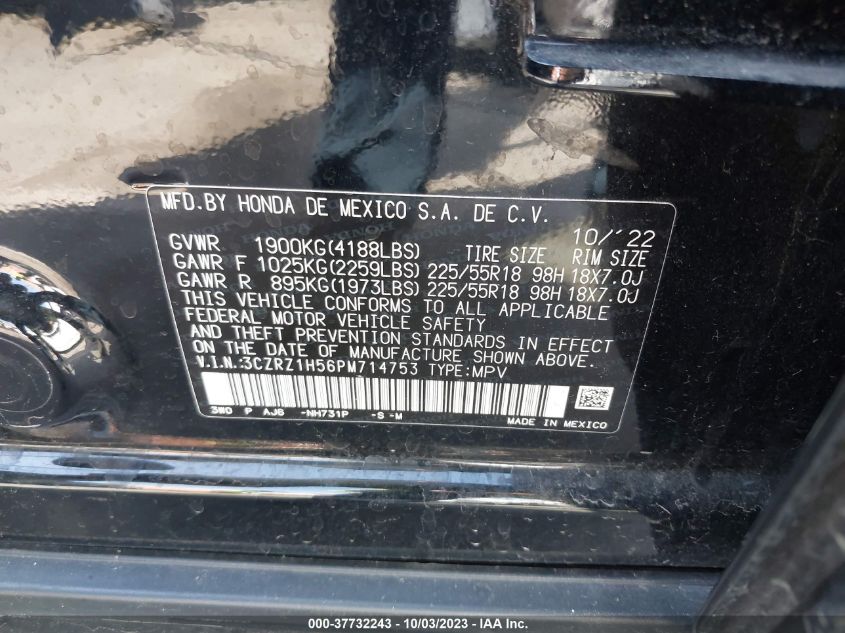 MFD.BY HONDA DE MEXICO S.A. DE C.V.
10/'22
GVWR 1900KG(4188LBS) TIRE SIZE RIM SIZE
GAWR F 1025KG(2259LBS) 225/55R18 98H 18X7.0J
GAWR R 895KG(1973LBS) 225/55R18 98H 18X7.0J
THIS VEHICLE CONFORMS TO ALL APPLICABLE
FEDERAL MOTOR VEHICLE SAFETY
AND THEFT PREVENTION STANDARDS IN EFFECT
ON THE DATE OF MANUFACTURE SHOWN ABOVE.
V.I.N.:3CZRZ1H56PM714753 TYPE:MPV
3W0 P AJ6 -NH731P -S -M
MADE IN MEXICO
000-37732243 - 10/03/2023 - IAA Inc.